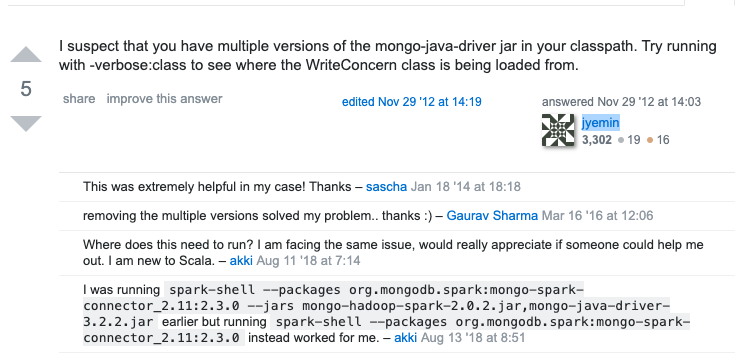 I suspect that you have multiple versions of the mongo-java-driver jar in your classpath. Try running
with -verbose:class to see where the WriteConcern class is being loaded from.
5
share improve this answer
edited Nov 29 '12 at 14:19
answered Nov 29 '12 at 14:03
jyemin
3,302 19 16
This was extremely helpful in my case! Thanks – sascha Jan 18 '14 at 18:18
removing the multiple versions solved my problem.. thanks :) – Gaurav Sharma Mar 16 '16 at 12:06
Where does this need to run? I am facing the same issue, would really appreciate if someone could help me
out. I am new to Scala. – akki Aug 11 '18 at 7:14
I was running spark-shell --packages org.mongodb.spark:mongo-spark-
connector_2.11:2.3.0 --jars mongo-hadoop-spark-2.0.2.jar,mongo-java-driver-
3.2.2.jar earlier but running spark-shell --packages org.mongodb.spark:mongo-spark-
connector_2.11:2.3.0 instead worked for me. – akki Aug 13 '18 at 8:51